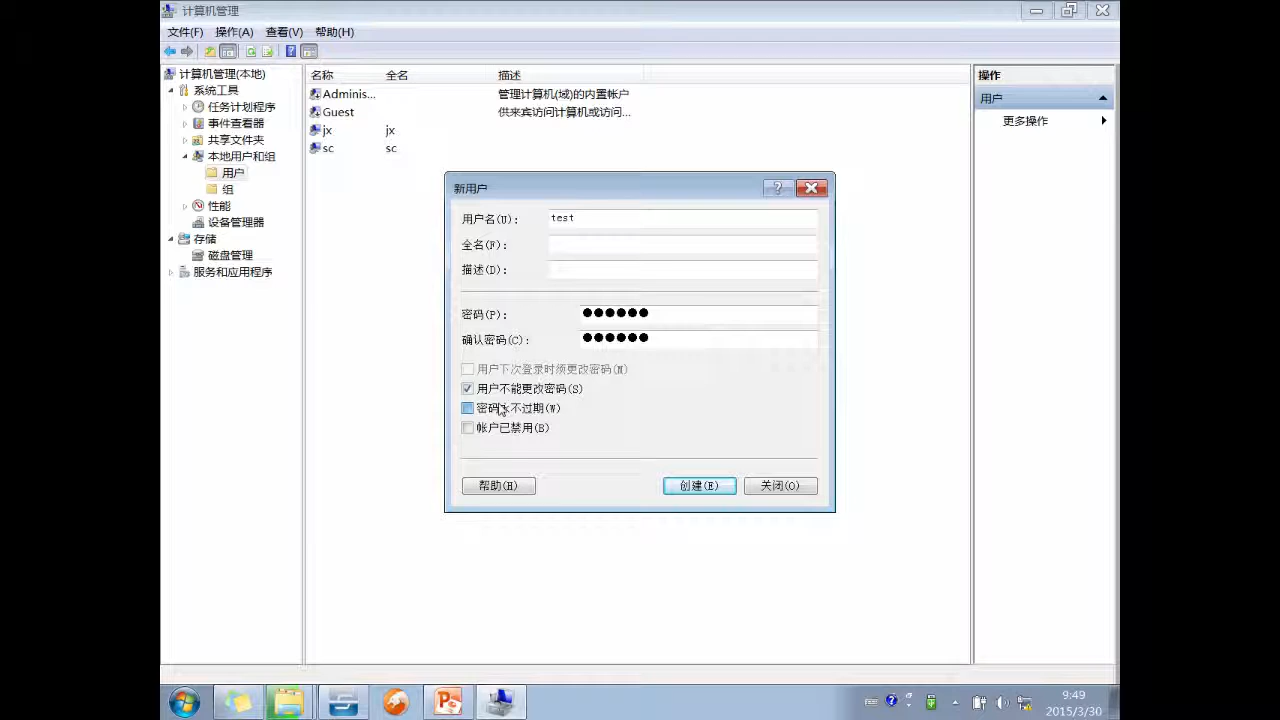 计算机管理
文件(F) 操作(A) 查看(V) 帮助(H)
计算机管理(本地)
系统工具
任务计划程序
事件查看器
共享文件夹
本地用户和组
用户
组
性能
设备管理器
存储
磁盘管理
服务和应用程序
名称 全名 描述
Adminis... 管理计算机(域)的内置帐户
Guest 供来宾访问计算机或访问...
jx jx
sc sc
操作
用户
更多操作
新用户
用户名(U): test
全名(F):
描述(D):
密码(P): ●●●●●●
确认密码(C): ●●●●●●
用户下次登录时须更改密码(M)
用户不能更改密码(S)
密码永不过期(W)
帐户已禁用(B)
帮助(H) 创建(E) 关闭(O)
9:49
2015/3/30